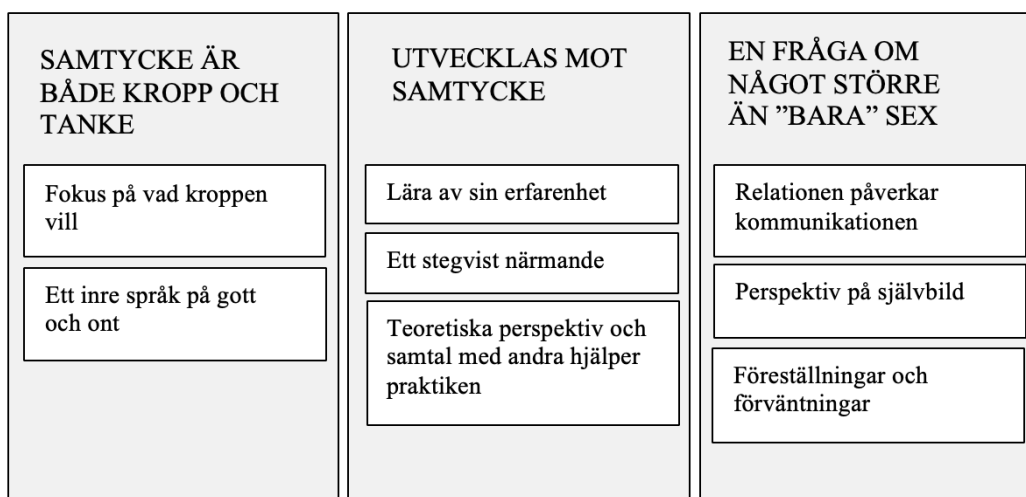 SAMTYCKE ÄR
BÅDE KROPP OCH
TANKE
Fokus på vad kroppen
vill
Ett inre språk på gott
och ont
UTVECKLAS MOT
SAMTYCKE
Lära av sin erfarenhet
Ett stegvist närmande
Teoretiska perspektiv och
samtal med andra hjälper
praktiken
EN FRÅGA OM
NÅGOT STÖRRE
ÄN ”BARA” SEX
Relationen påverkar
kommunikationen
Perspektiv på självbild
Föreställningar och
förväntningar